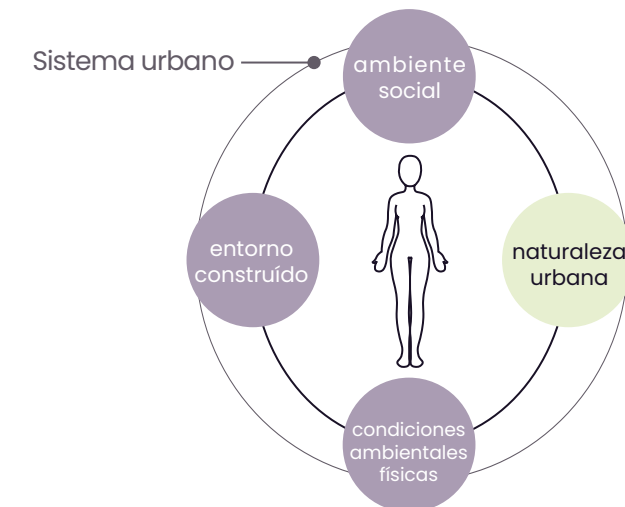 Sistema urbano
ambiente
social
entorno
construído
naturaleza
urbana
condiciones
ambientales
físicas